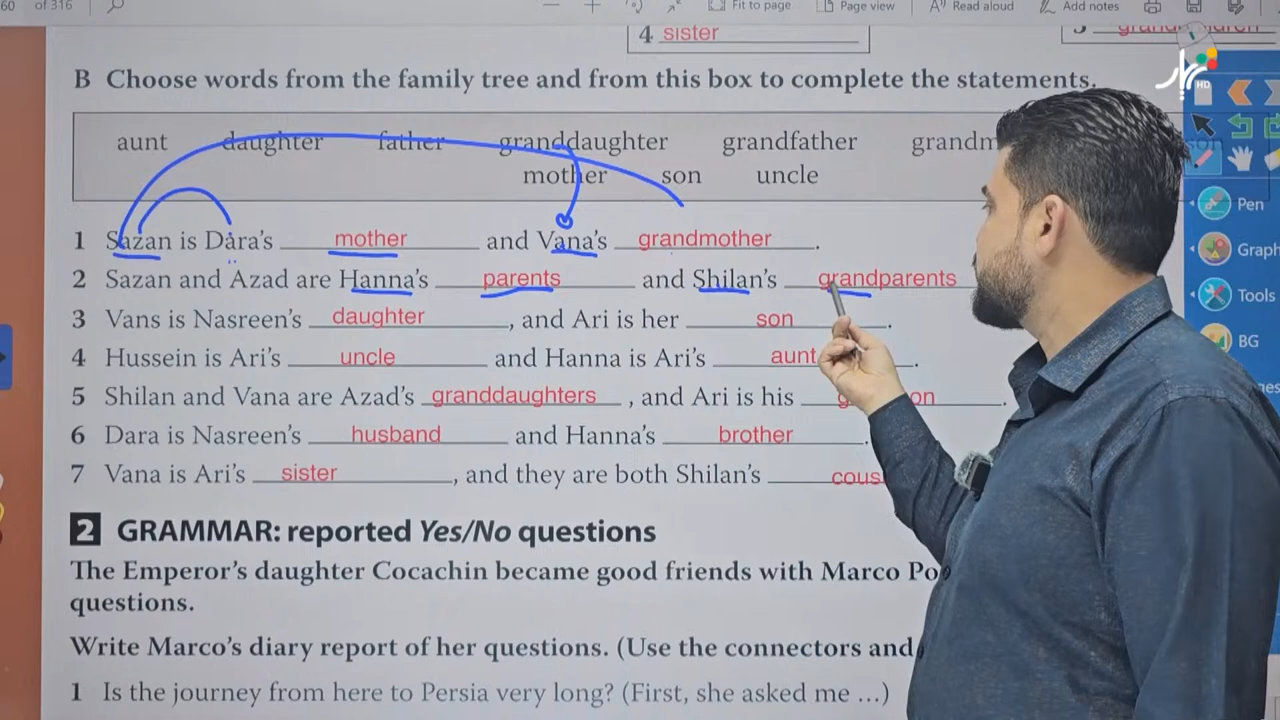 60 of 316 Fit to page Page view Read aloud Add notes
4 sister
B Choose words from the family tree and from this box to complete the statements.
aunt daughter father granddaughter grandfather
mother son uncle
1 Sazan is Dara's mother and Vana's grandmother.
2 Sazan and Azad are Hanna's parents and Shilan's grandparents
3 Vans is Nasreen's daughter, and Ari is her son.
4 Hussein is Ari's uncle and Hanna is Ari's aunt.
5 Shilan and Vana are Azad's granddaughters, and Ari is his
6 Dara is Nasreen's husband and Hanna's brother.
7 Vana is Ari's sister, and they are both Shilan's
2 GRAMMAR: reported Yes/No questions
The Emperor's daughter Cocachin became good friends with Marco
questions.
Write Marco's diary report of her questions. (Use the connectors and
1 Is the journey from here to Persia very long? (First, she asked me ...)
HD
Pen
Graph
Tools
BG